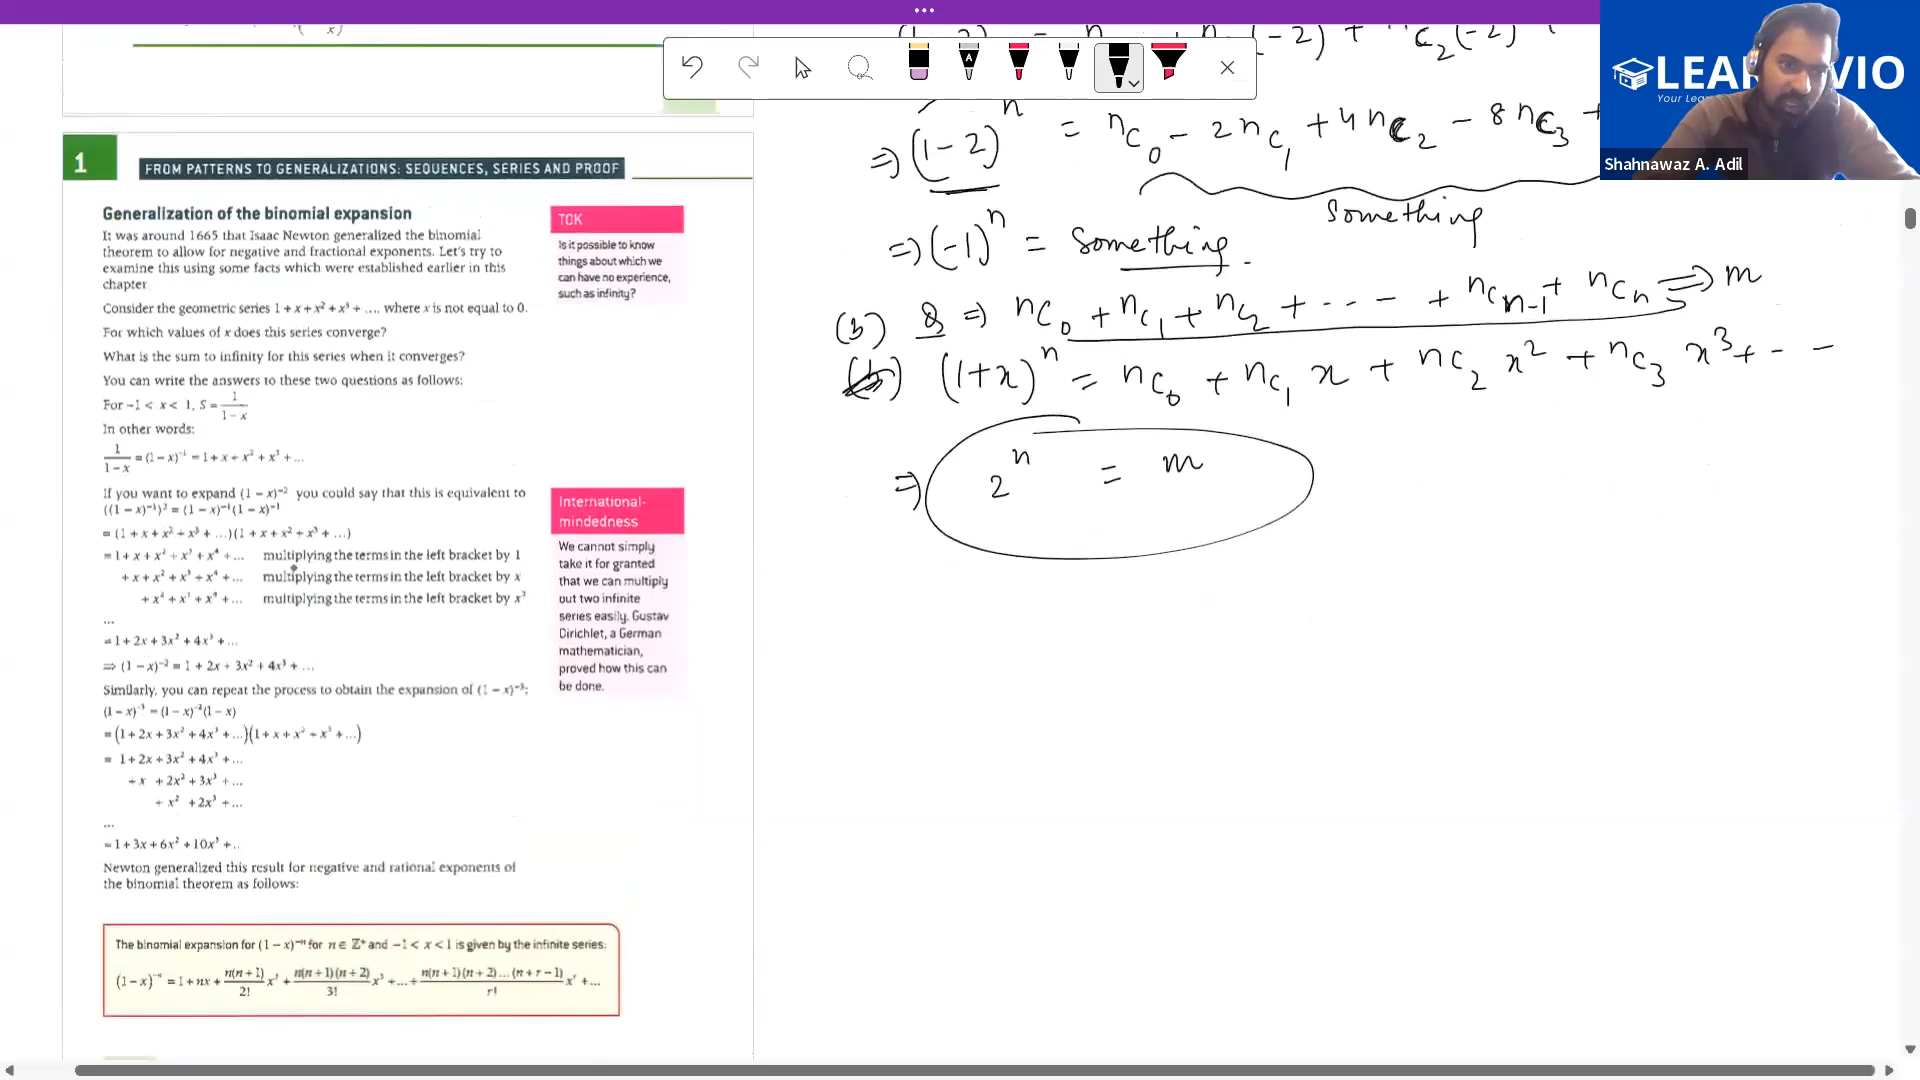 1
FROM PATTERNS TO GENERALIZATIONS: SEQUENCES, SERIES AND PROOF
Generalization of the binomial expansion
It was around 1665 that Isaac Newton generalized the binomial
theorem to allow for negative and fractional exponents. Let's try to
examine this using some facts which were established earlier in this
chapter
Consider the geometric series 1 + x + x² + x³ + ..., where x is not equal to 0.
For which values of x does this series converge?
What is the sum to infinity for this series when it converges?
You can write the answers to these two questions as follows:
For −1 < x < 1, S = 1/(1−x)
In other words:
1/(1−x) = (1−x)⁻¹ = 1 + x + x² + x³ + ...
If you want to expand (1 − x)⁻² you could say that this is equivalent to
((1 − x)⁻¹)² = (1 − x)⁻¹(1 − x)⁻¹
= (1 + x + x² + x³ + ...)(1 + x + x² + x³ + ...)
= 1 + x + x² + x³ + x⁴ + ... multiplying the terms in the left bracket by 1
+ x + x² + x³ + x⁴ + ... multiplying the terms in the left bracket by x
+ x² + x³ + x⁴ + ... multiplying the terms in the left bracket by x²
...
= 1 + 2x + 3x² + 4x³ + ...
⇒ (1 − x)⁻² = 1 + 2x + 3x² + 4x³ + ...
Similarly, you can repeat the process to obtain the expansion of (1 − x)⁻³:
(1 − x)⁻³ = (1 − x)⁻²(1 − x)
= (1 + 2x + 3x² + 4x³ + ...)(1 + x + x² + x³ + ...)
= 1 + 2x + 3x² + 4x³ + ...
+ x + 2x² + 3x³ + ...
+ x² + 2x³ + ...
...
= 1 + 3x + 6x² + 10x³ + ..
Newton generalized this result for negative and rational exponents of
the binomial theorem as follows:
The binomial expansion for (1 − x)⁻ⁿ for n ∈ ℤ⁺ and −1 < x < 1 is given by the infinite series:
(1 − x)⁻ⁿ = 1 + nx + n(n + 1)/2! x² + n(n + 1)(n + 2)/3! x³ + ... + n(n + 1)(n + 2) ... (n + r − 1)/r! xʳ + ...
TOK
Is it possible to know
things about which we
can have no experience,
such as infinity?
International-
mindedness
We cannot simply
take it for granted
that we can multiply
out two infinite
series easily. Gustav
Dirichlet, a German
mathematician,
proved how this can
be done.
⇒ (1−2)ⁿ = nC₀ − 2nC₁ + 4nC₂ − 8nC₃ +
Something
⇒ (−1)ⁿ = Something.
(b) Q ⇒ nC₀ + nC₁ + nC₂ + --- + nCn-1 + nCn ⇒ m
(1+x)ⁿ = nC₀ + nC₁ x + nC₂ x² + nC₃ x³ + - -
⇒ 2ⁿ = m
Shahnawaz A. Adil